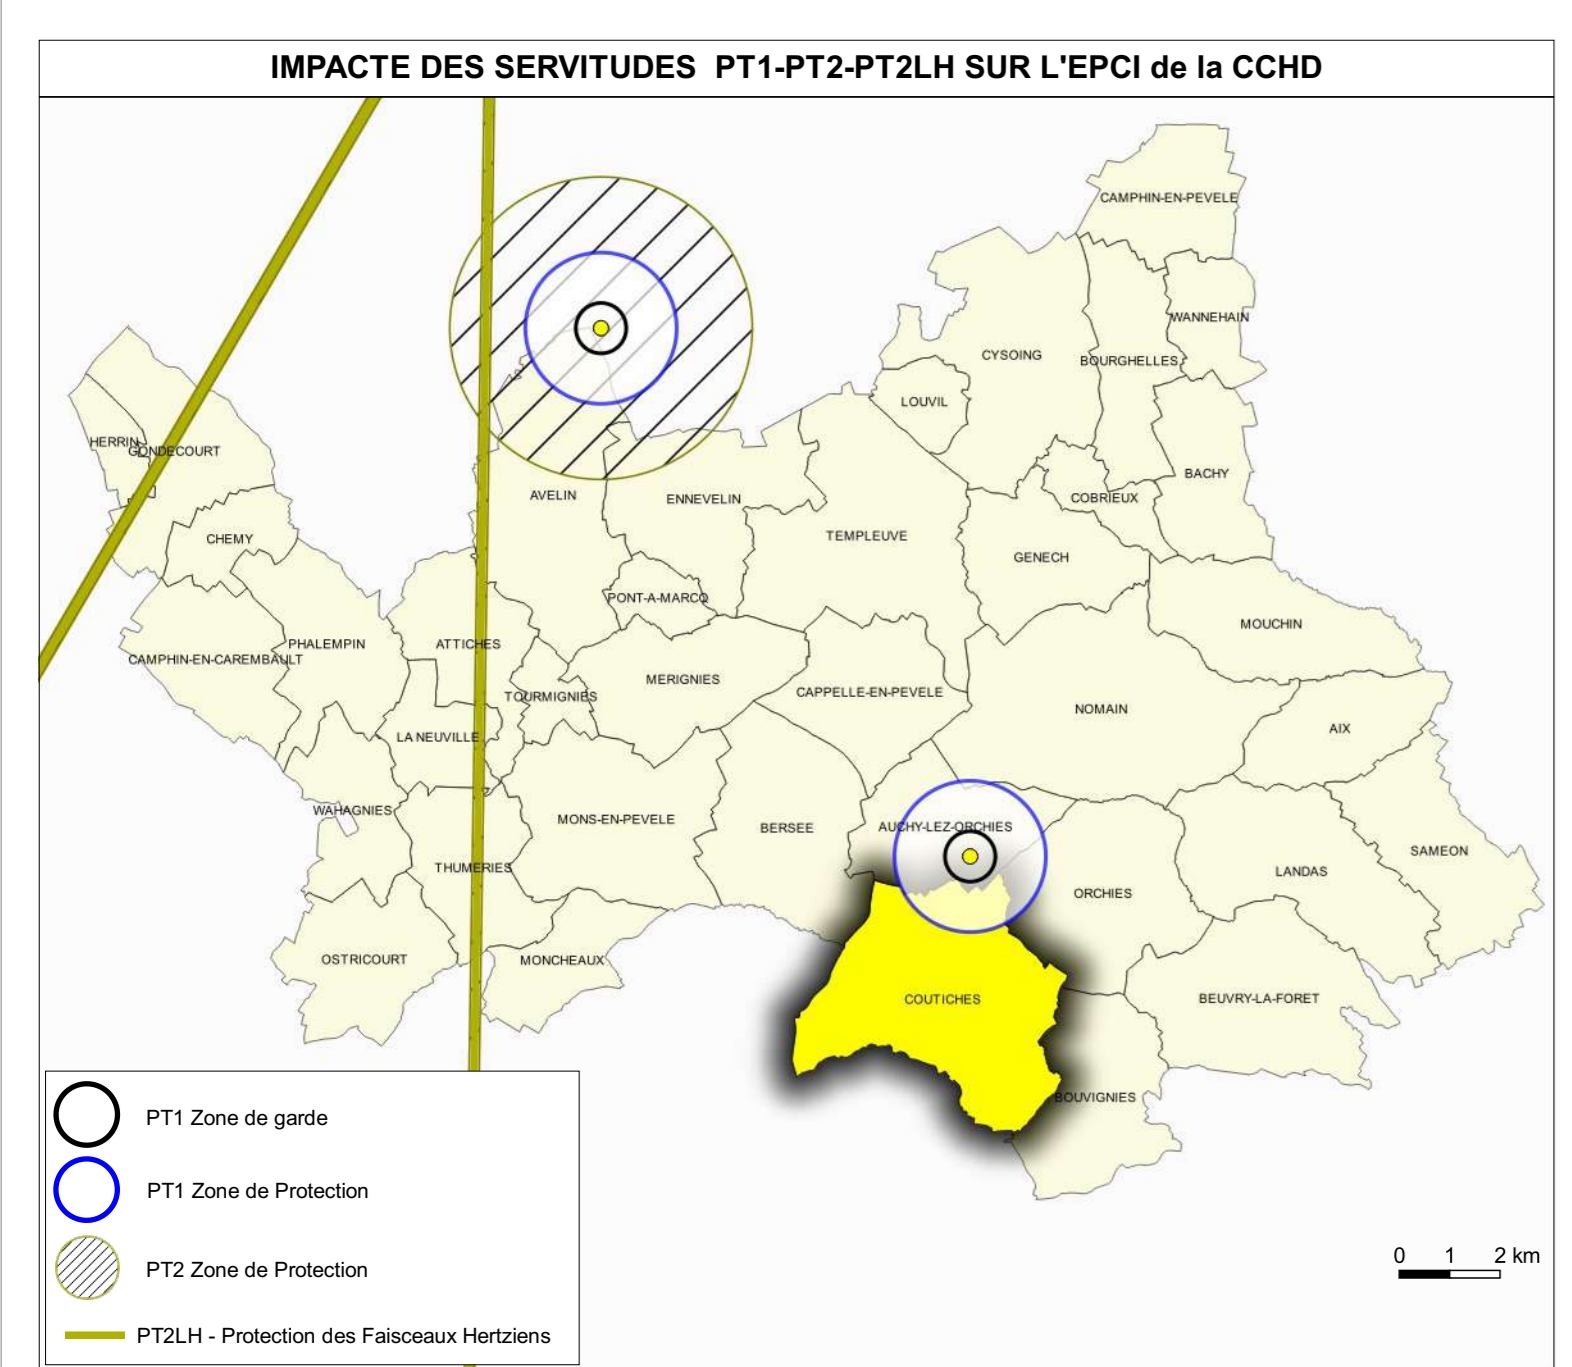 IMPACTE DES SERVITUDES PT1-PT2-PT2LH SUR L'EPCI de la CCHD
CAMPHIN-EN-PEVELE
WANNEHAIN
CYSOING
BOURGHELLES
LOUVIL
HERRIN
GONDECOURT
BACHY
AVELIN
ENNEVELIN
COBRIEUX
CHEMY
TEMPLEUVE
GENECH
PONT-A-MARCQ
MOUCHIN
PHALEMPIN
ATTICHES
CAMPHIN-EN-CAREMBAULT
MERIGNIES
TOURMIGNIES
CAPPELLE-EN-PEVELE
NOMAIN
AIX
LA NEUVILLE
WAHAGNIES
MONS-EN-PEVELE
BERSEE
AUCHY-LEZ-ORCHIES
SAMEON
THUMERIES
LANDAS
ORCHIES
OSTRICOURT
MONCHEAUX
COUTICHES
BEUVRY-LA-FORET
BOUVIGNIES
PT1 Zone de garde
PT1 Zone de Protection
PT2 Zone de Protection
PT2LH - Protection des Faisceaux Hertziens
0 1 2 km